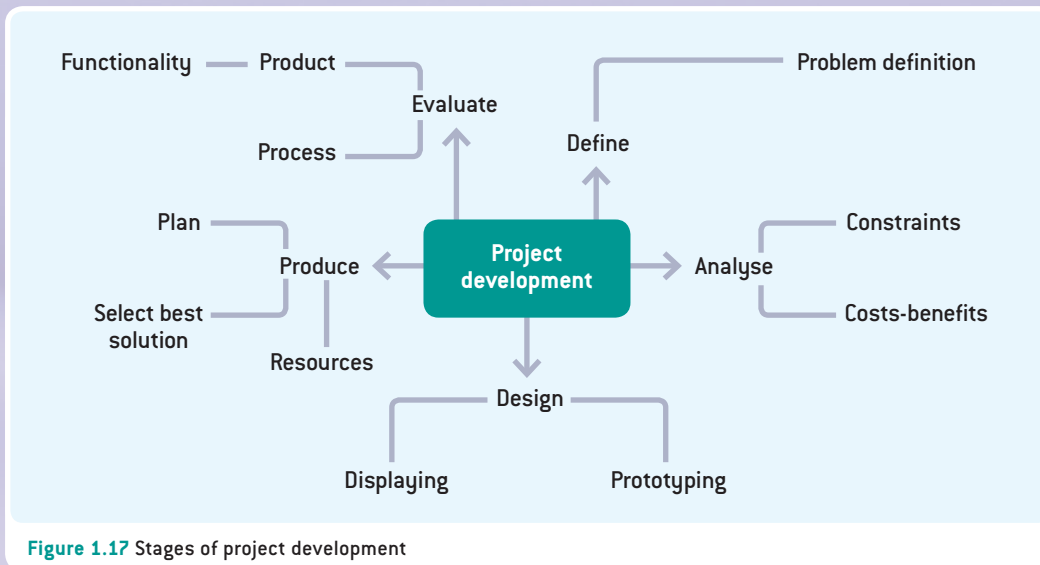 Functionality
Product
Problem definition
Evaluate
Define
Process
Plan
Constraints
Project
development
Produce
Analyse
Select best
solution
Costs-benefits
Resources
Design
Displaying
Prototyping
Figure 1.17 Stages of project development